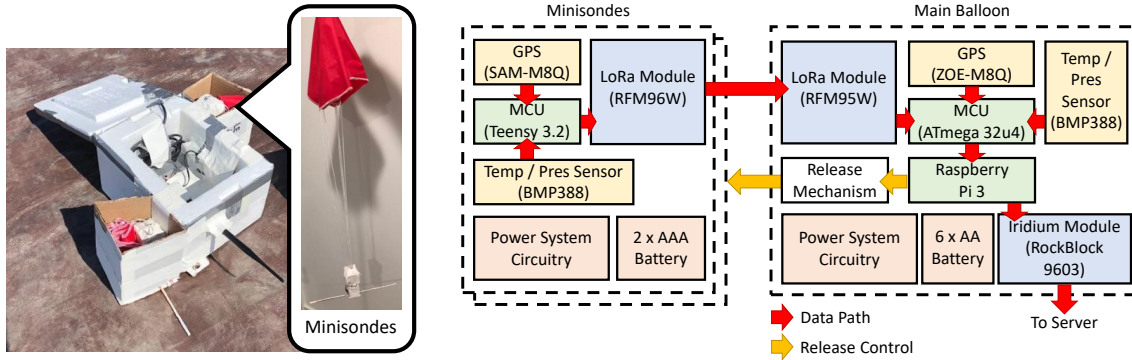 Minisondes
Minisondes
GPS
(SAM-M8Q)
LoRa Module
(RFM96W)
MCU
(Teensy 3.2)
Temp / Pres Sensor
(BMP388)
Power System
Circuitry
2 x AAA
Battery
Main Balloon
LoRa Module
(RFM95W)
GPS
(ZOE-M8Q)
Temp /
Pres
Sensor
(BMP388)
MCU
(ATmega 32u4)
Release
Mechanism
Raspberry
Pi 3
Power System
Circuitry
6 x AA
Battery
Iridium Module
(RockBlock
9603)
To Server
Data Path
Release Control